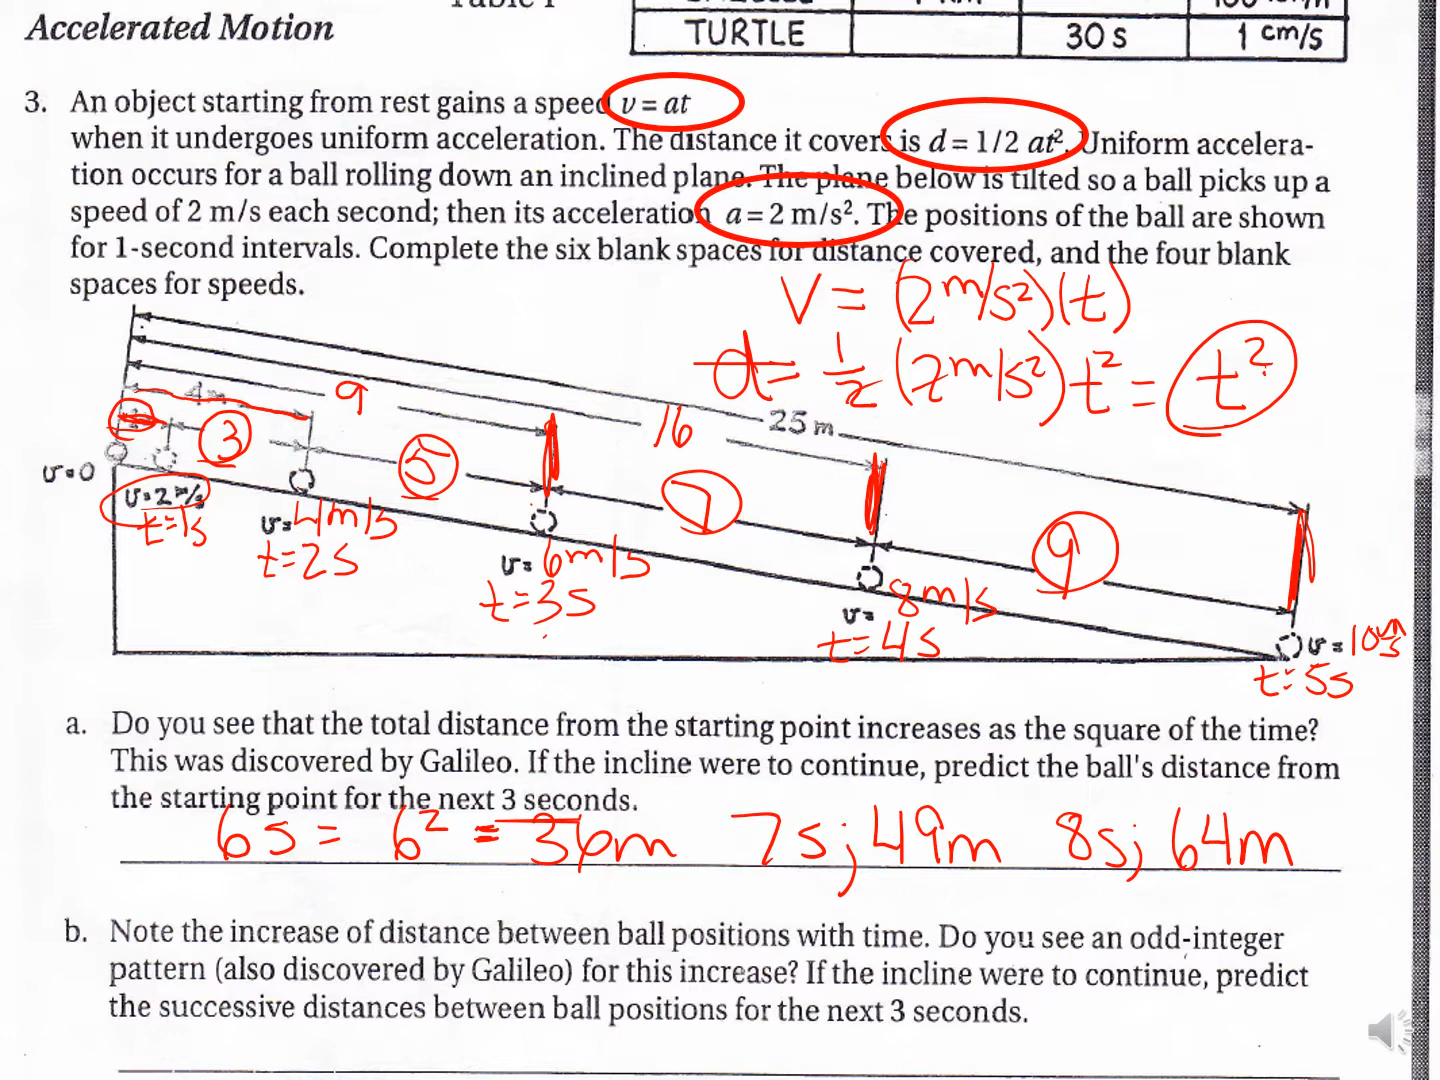 Accelerated Motion
TURTLE 30 s 1 cm/s
3. An object starting from rest gains a speed v = at
when it undergoes uniform acceleration. The distance it covers is d = 1/2 at². Uniform accelera-
tion occurs for a ball rolling down an inclined plane. The plane below is tilted so a ball picks up a
speed of 2 m/s each second; then its acceleration a = 2 m/s². The positions of the ball are shown
for 1-second intervals. Complete the six blank spaces for distance covered, and the four blank
spaces for speeds.
V = (2 m/s²)(t)
d = 1/2 (2 m/s²) t² = t²
4 m
9
16
25 m
3
5
7
9
v=0
v=2 m/s
t=1s
v=4m/s
t=2s
v=6m/s
t=3s
v=8m/s
t=4s
v=10 m/s
t=5s
a. Do you see that the total distance from the starting point increases as the square of the time?
This was discovered by Galileo. If the incline were to continue, predict the ball's distance from
the starting point for the next 3 seconds.
6s = 6² = 36m 7s; 49m 8s; 64m
b. Note the increase of distance between ball positions with time. Do you see an odd-integer
pattern (also discovered by Galileo) for this increase? If the incline were to continue, predict
the successive distances between ball positions for the next 3 seconds.